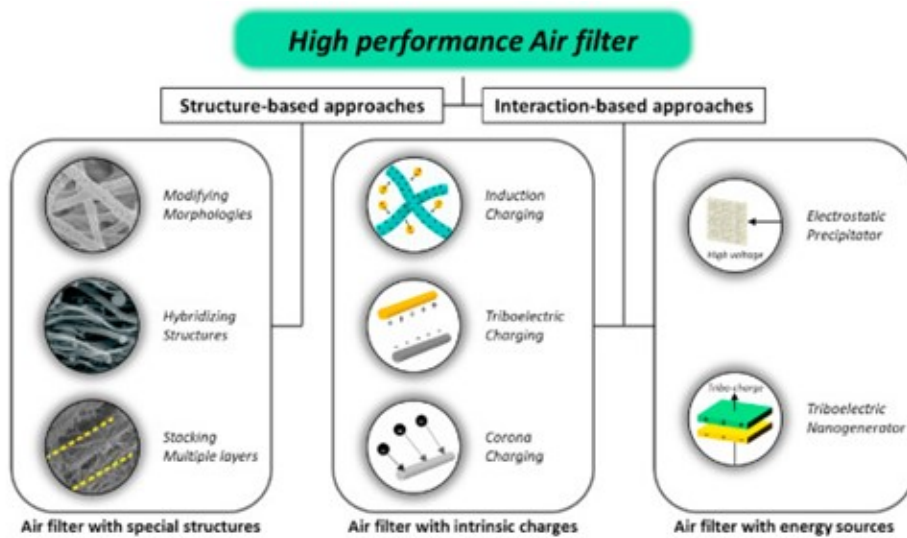 High performance Air filter
Structure-based approaches
Interaction-based approaches
Modifying
Morphologies
Hybridizing
Structures
Stacking
Multiple layers
Air filter with special structures
Induction
Charging
Triboelectric
Charging
Corona
Charging
Air filter with intrinsic charges
High voltage
Electrostatic
Precipitator
Tribo-charge
Triboelectric
Nanogenerator
Air filter with energy sources